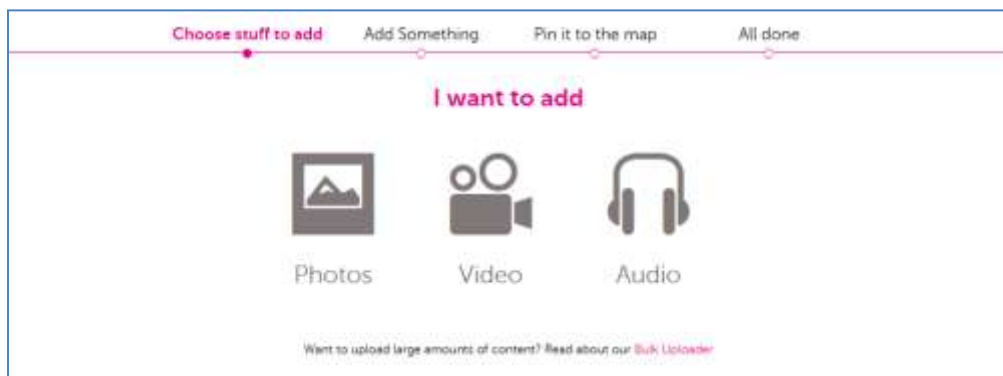 Choose stuff to add Add Something Pin it to the map All done
I want to add
Photos Video Audio
Want to upload large amounts of content? Read about our Bulk Uploader